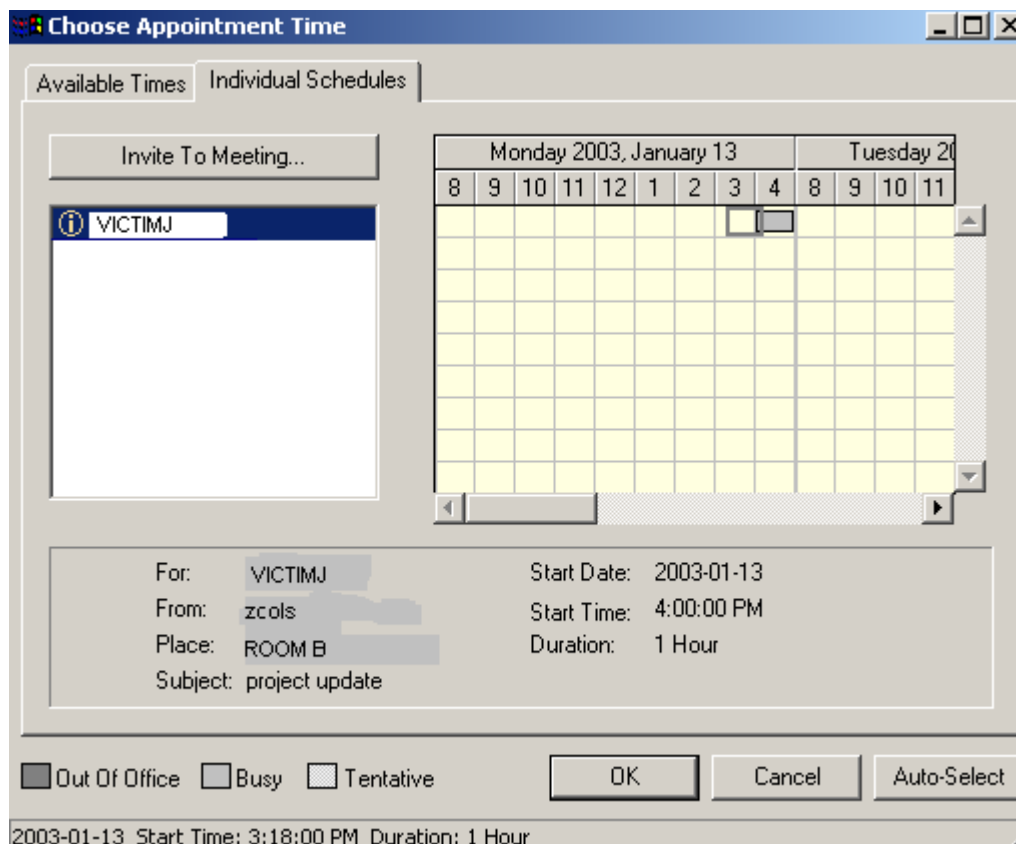 Choose Appointment Time
Available Times Individual Schedules
Invite To Meeting...
Monday 2003, January 13 Tuesday 20
8 9 10 11 12 1 2 3 4 8 9 10 11
VICTIMJ
For: VICTIMJ Start Date: 2003-01-13
From: zcols Start Time: 4:00:00 PM
Place: ROOM B Duration: 1 Hour
Subject: project update
Out Of Office Busy Tentative OK Cancel Auto-Select
2003-01-13 Start Time: 3:18:00 PM Duration: 1 Hour